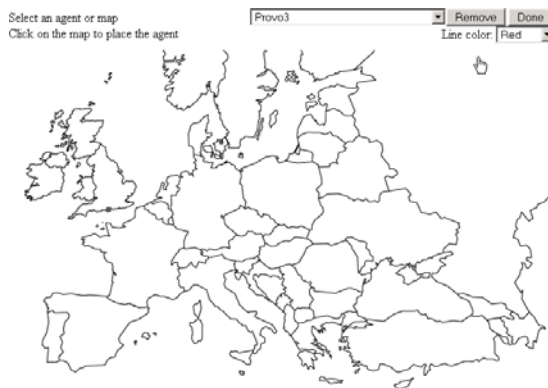 Select an agent or map Provo3 Remove Done
Click on the map to place the agent Line color: Red